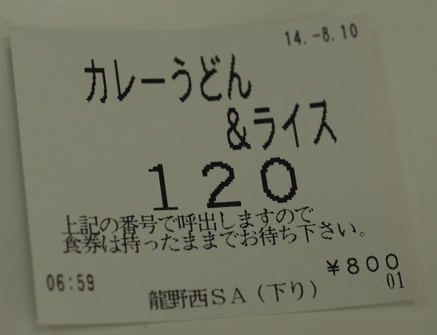 14.-8.10
カレーうどん
&ライス
120
上記の番号で呼出しますので
食券は持ったままでお待ち下さい。
06:59
¥800
01
龍野西SA(下り)